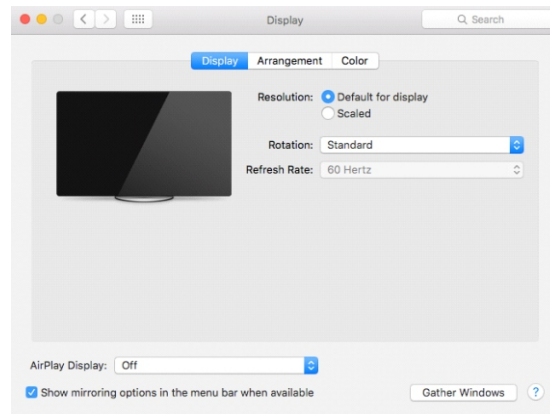 Display
Search
Display Arrangement Color
Resolution: Default for display
Scaled
Rotation: Standard
Refresh Rate: 60 Hertz
AirPlay Display: Off
Show mirroring options in the menu bar when available
Gather Windows ?